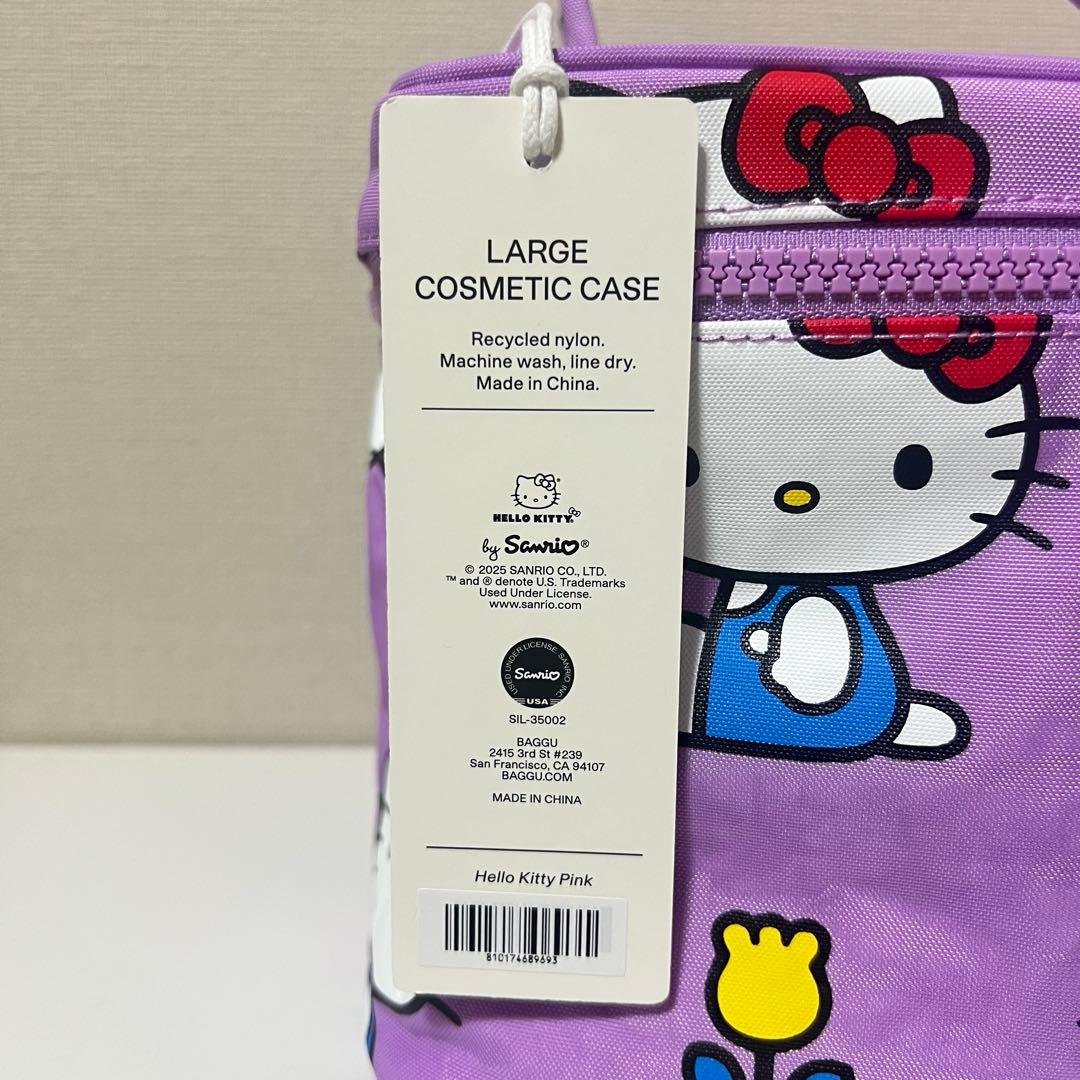 LARGE
COSMETIC CASE
Recycled nylon.
Machine wash, line dry.
Made in China.
HELLO KITTY®
by Sanrio®
© 2025 SANRIO CO., LTD.
™ and ® denote U.S. Trademarks
Used Under License.
www.sanrio.com
USED UNDER LICENSE SANRIO INC.
Sanrio
USA
SIL-35002
BAGGU
2415 3rd St #239
San Francisco, CA 94107
BAGGU.COM
MADE IN CHINA
Hello Kitty Pink
810174689693